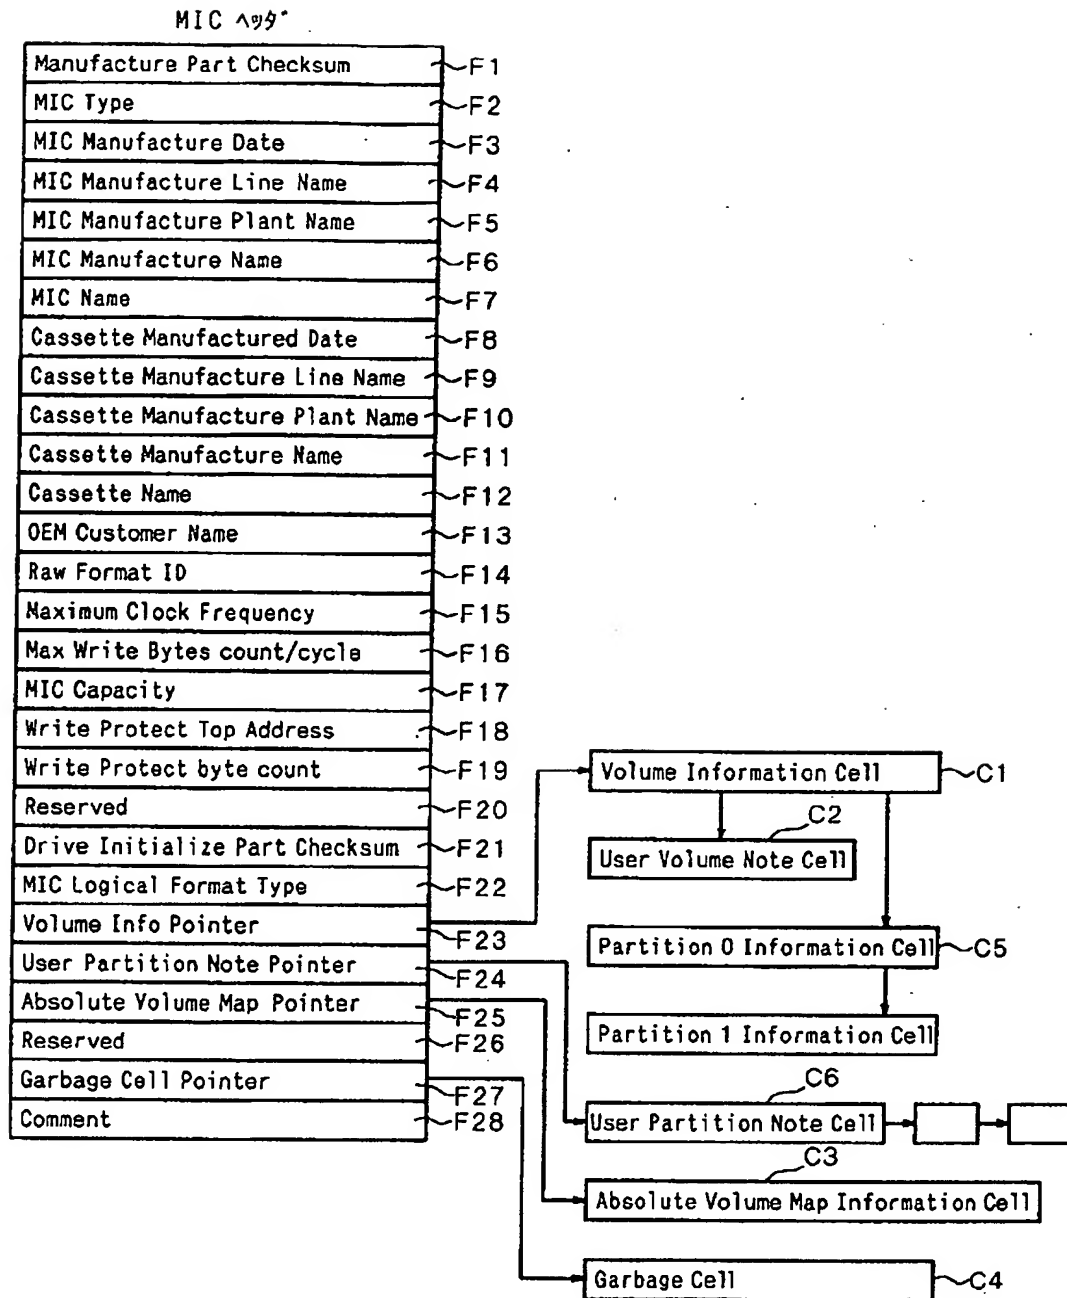 MIC ヘッダ
Manufacture Part Checksum F1
MIC Type F2
MIC Manufacture Date F3
MIC Manufacture Line Name F4
MIC Manufacture Plant Name F5
MIC Manufacture Name F6
MIC Name F7
Cassette Manufactured Date F8
Cassette Manufacture Line Name F9
Cassette Manufacture Plant Name F10
Cassette Manufacture Name F11
Cassette Name F12
OEM Customer Name F13
Raw Format ID F14
Maximum Clock Frequency F15
Max Write Bytes count/cycle F16
MIC Capacity F17
Write Protect Top Address F18
Write Protect byte count F19
Reserved F20
Drive Initialize Part Checksum F21
MIC Logical Format Type F22
Volume Info Pointer F23
User Partition Note Pointer F24
Absolute Volume Map Pointer F25
Reserved F26
Garbage Cell Pointer F27
Comment F28
Volume Information Cell C1
C2
User Volume Note Cell
Partition 0 Information Cell C5
Partition 1 Information Cell
C6
User Partition Note Cell
C3
Absolute Volume Map Information Cell
Garbage Cell C4